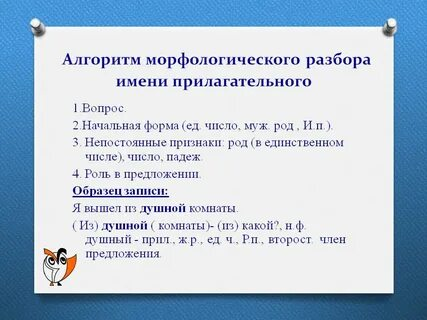 Алгоритм морфологического разбора
имени прилагательного
1.Вопрос.
2.Начальная форма (ед. число, муж. род , И.п.).
3. Непостоянные признаки: род (в единственном
числе), число, падеж.
4. Роль в предложении.
Образец записи:
Я вышел из душной комнаты.
( Из) душной ( комнаты)- (из) какой?, н.ф.
душный - прил., ж.р., ед. ч., Р.п., второст. член
предложения.